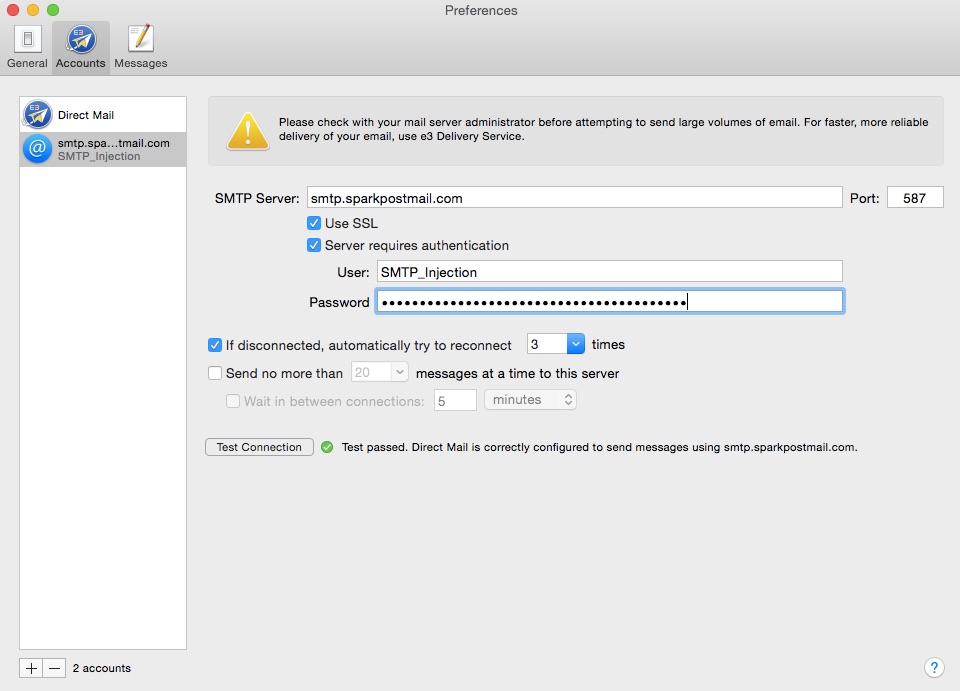 Preferences
General
Accounts
Messages
E3
Direct Mail
@
smtp.spa...tmail.com
SMTP_Injection
Please check with your mail server administrator before attempting to send large volumes of email. For faster, more reliable
delivery of your email, use e3 Delivery Service.
SMTP Server: smtp.sparkpostmail.com Port: 587
Use SSL
Server requires authentication
User: SMTP_Injection
Password ••••••••••••••••••••••••••••••••••••••••
If disconnected, automatically try to reconnect 3 times
Send no more than 20 messages at a time to this server
Wait in between connections: 5 minutes
Test Connection Test passed. Direct Mail is correctly configured to send messages using smtp.sparkpostmail.com.
+ − 2 accounts ?